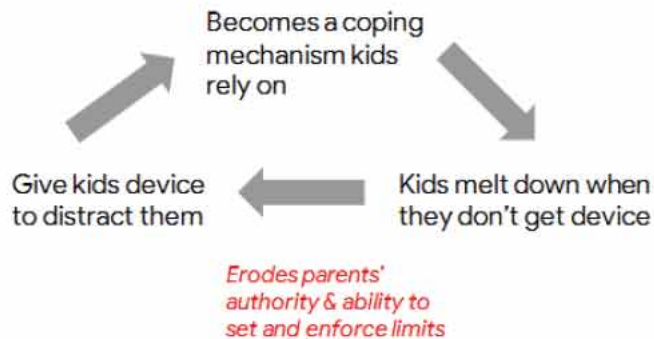 Becomes a coping
mechanism kids
rely on
Give kids device
to distract them
Kids melt down when
they don't get device
Erodes parents'
authority & ability to
set and enforce limits